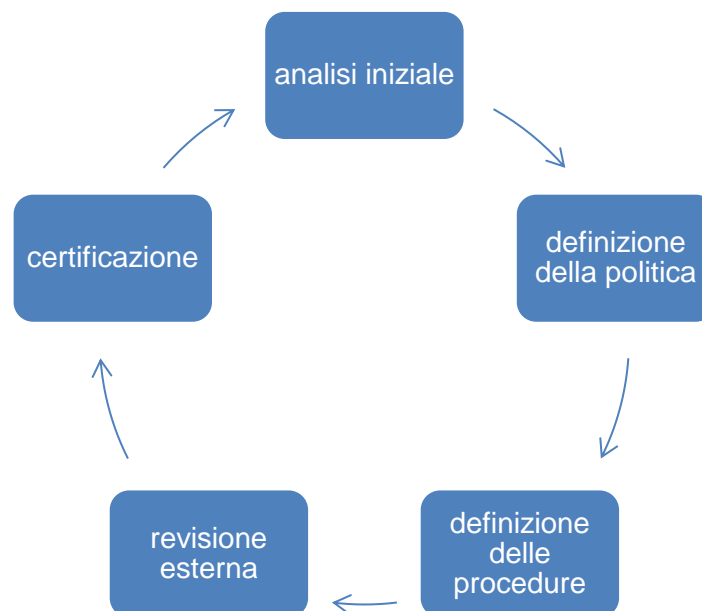 analisi iniziale
definizione
della politica
definizione
delle
procedure
revisione
esterna
certificazione